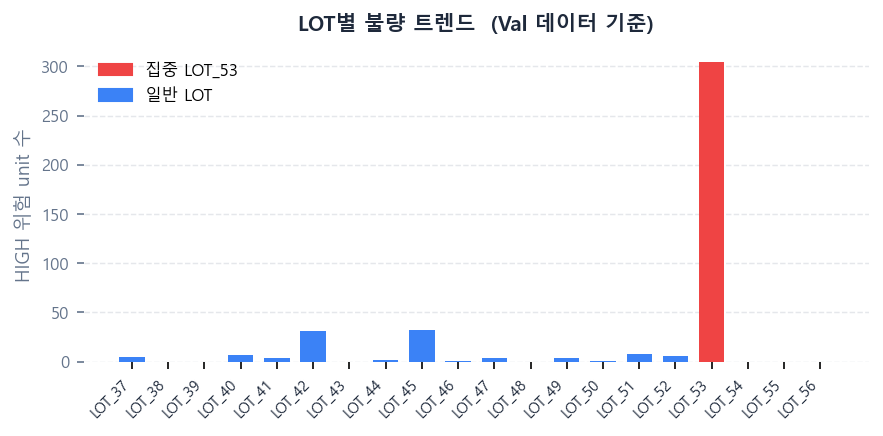 LOT별 불량 트렌드 (Val 데이터 기준)
집중 LOT_53
일반 LOT
HIGH 위험 unit 수
300
250
200
150
100
50
0
LOT_37
LOT_38
LOT_39
LOT_40
LOT_41
LOT_42
LOT_43
LOT_44
LOT_45
LOT_46
LOT_47
LOT_48
LOT_49
LOT_50
LOT_51
LOT_52
LOT_53
LOT_54
LOT_55
LOT_56